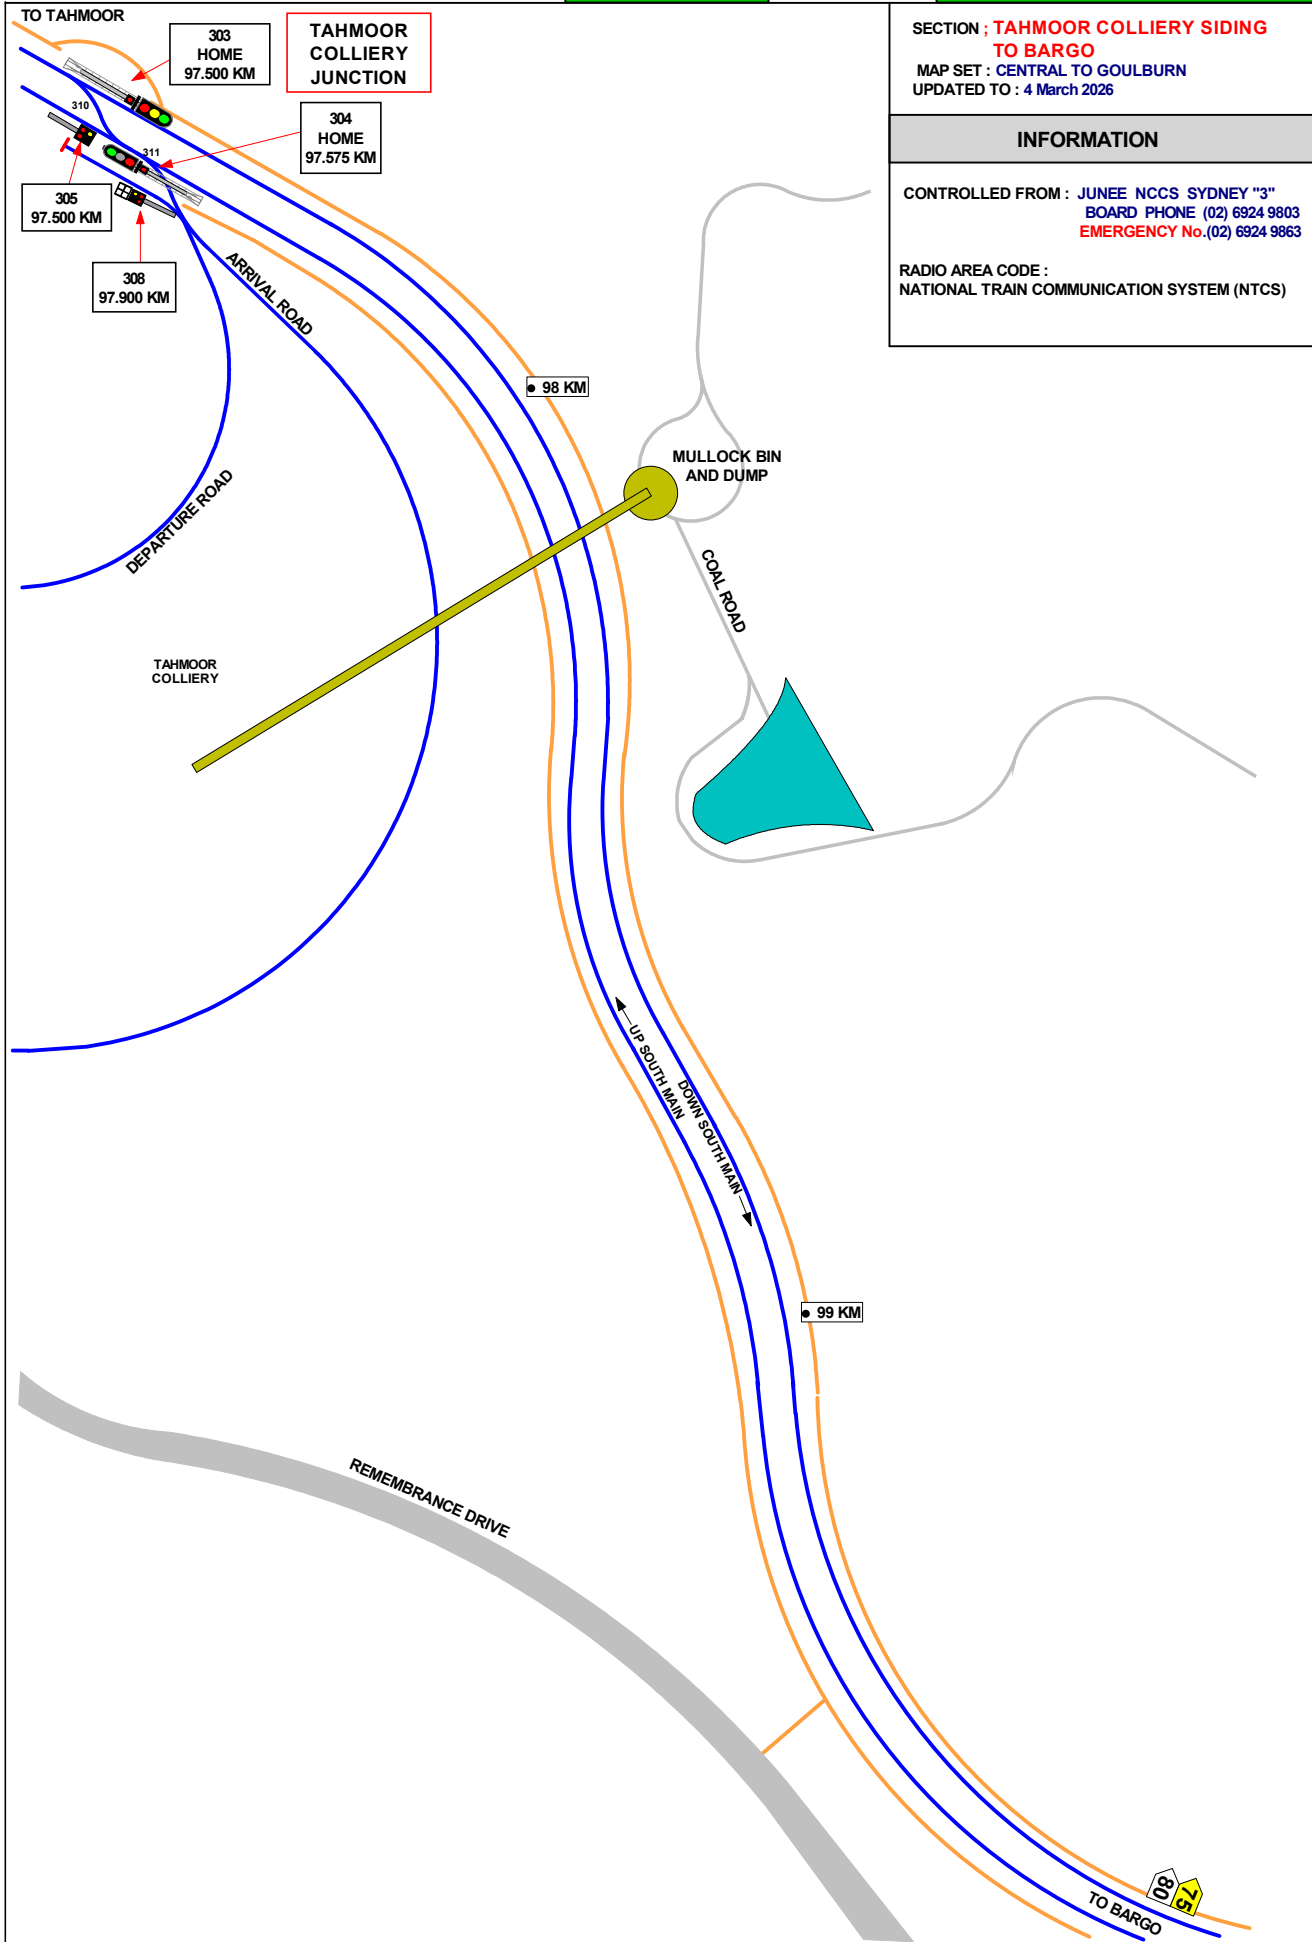 TO TAHMOOR
303
HOME
97.500 KM
TAHMOOR
COLLIERY
JUNCTION
SECTION ; TAHMOOR COLLIERY SIDING
TO BARGO
MAP SET : CENTRAL TO GOULBURN
UPDATED TO : 4 March 2026
INFORMATION
CONTROLLED FROM : JUNEE NCCS SYDNEY "3"
BOARD PHONE (02) 6924 9803
EMERGENCY No.(02) 6924 9863
RADIO AREA CODE :
NATIONAL TRAIN COMMUNICATION SYSTEM (NTCS)
310
304
HOME
97.575 KM
311
305
97.500 KM
308
97.900 KM
ARRIVAL ROAD
98 KM
MULLOCK BIN
AND DUMP
DEPARTURE ROAD
COAL ROAD
TAHMOOR
COLLIERY
UP SOUTH MAIN
DOWN SOUTH MAIN
99 KM
REMEMBRANCE DRIVE
80
75
TO BARGO